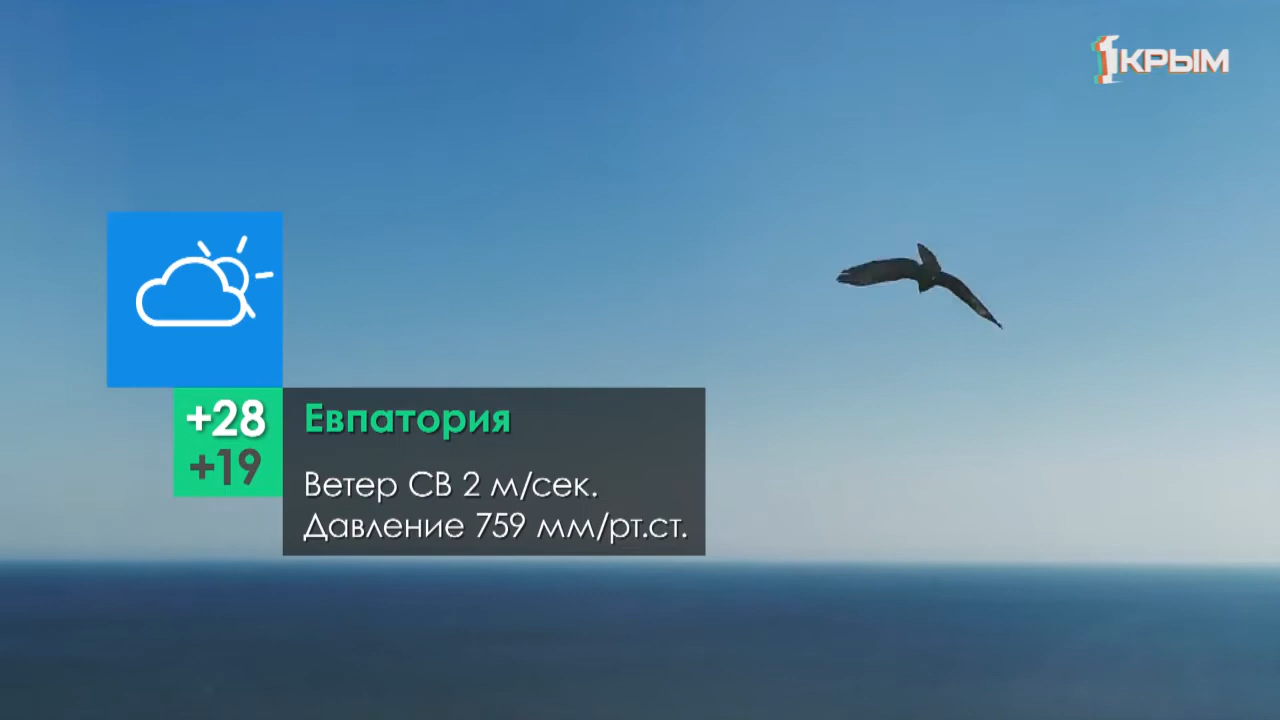 1КРЫМ
+28
+19
Евпатория
Ветер СВ 2 м/сек.
Давление 759 мм/рт.ст.